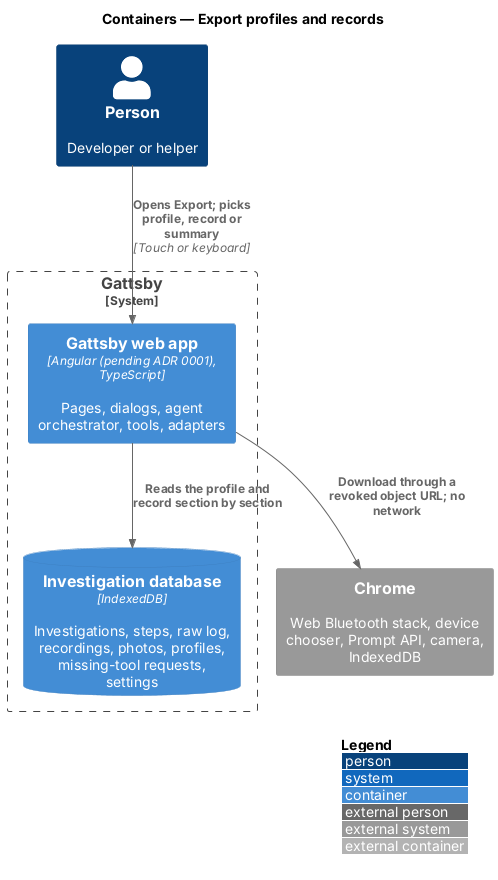 Containers — Export profiles and records
Person
Developer or helper
Opens Export; picks
profile, record or
summary
[Touch or keyboard]
Gattsby
[System]
Gattsby web app
[Angular (pending ADR 0001),
TypeScript]
Pages, dialogs, agent
orchestrator, tools, adapters
Reads the profile and
record section by section
Download through a
revoked object URL; no
network
Investigation database
[IndexedDB]
Investigations, steps, raw log,
recordings, photos, profiles,
missing-tool requests,
settings
Chrome
Web Bluetooth stack, device
chooser, Prompt API, camera,
IndexedDB
Legend
person
system
container
external person
external system
external container